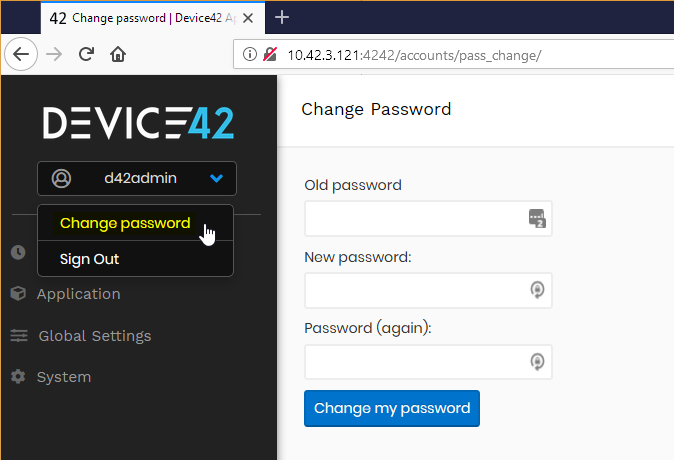 42 Change password | Device42 A
10.42.3.121:4242/accounts/pass_change/
DEVICE42
d42admin
Change password
Sign Out
Application
Global Settings
System
Change Password
Old password
2
New password:
Password (again):
Change my password